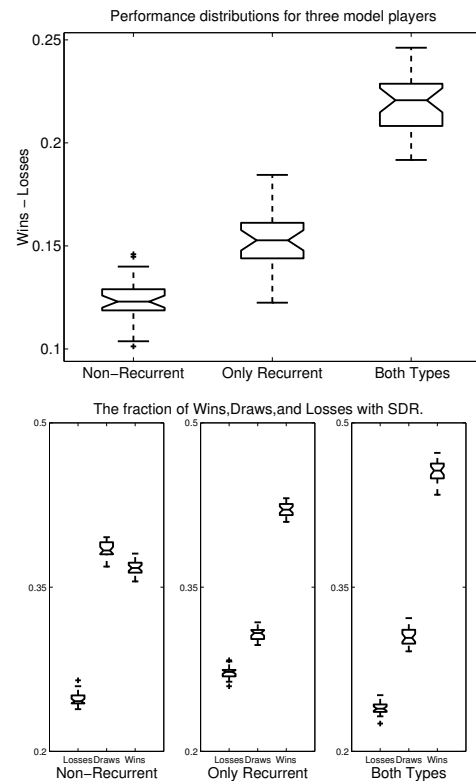 Performance distributions for three model players
0.25
0.2
0.15
0.1
Wins − Losses
Non−Recurrent Only Recurrent Both Types
The fraction of Wins,Draws,and Losses with SDR.
0.5 0.5 0.5
0.35 0.35 0.35
0.2 0.2 0.2
Losses Draws Wins Losses Draws Wins Losses Draws Wins
Non−Recurrent Only Recurrent Both Types